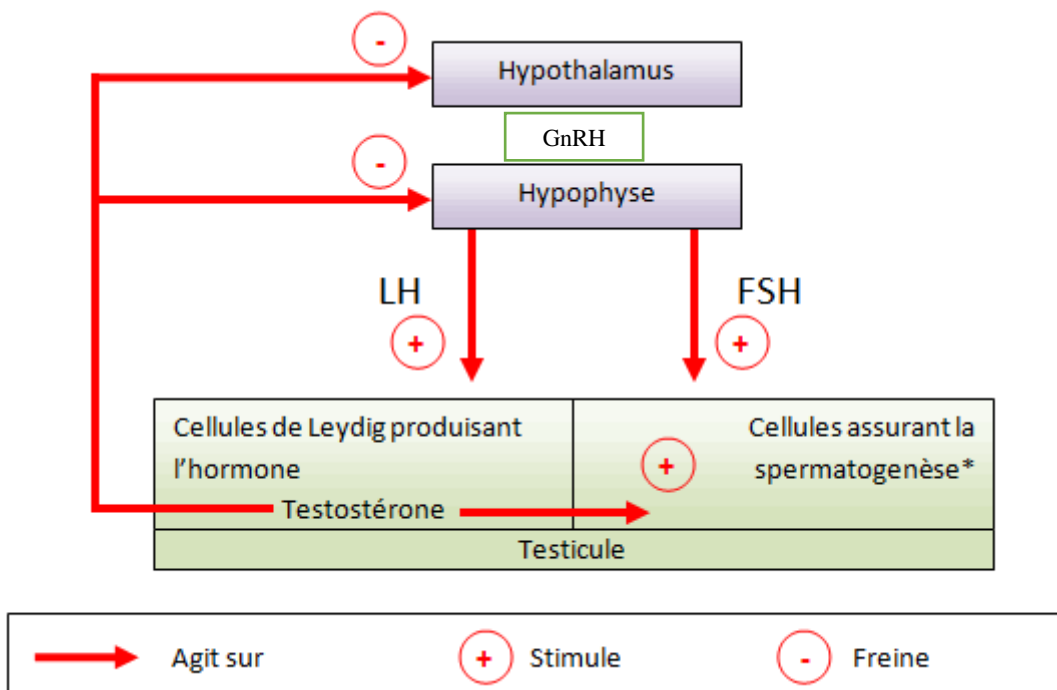 -
Hypothalamus
GnRH
-
Hypophyse
LH
FSH
+
+
Cellules de Leydig produisant
l'hormone
Testostérone
Cellules assurant la
spermatogenèse*
+
Testicule
Agit sur
+ Stimule
- Freine